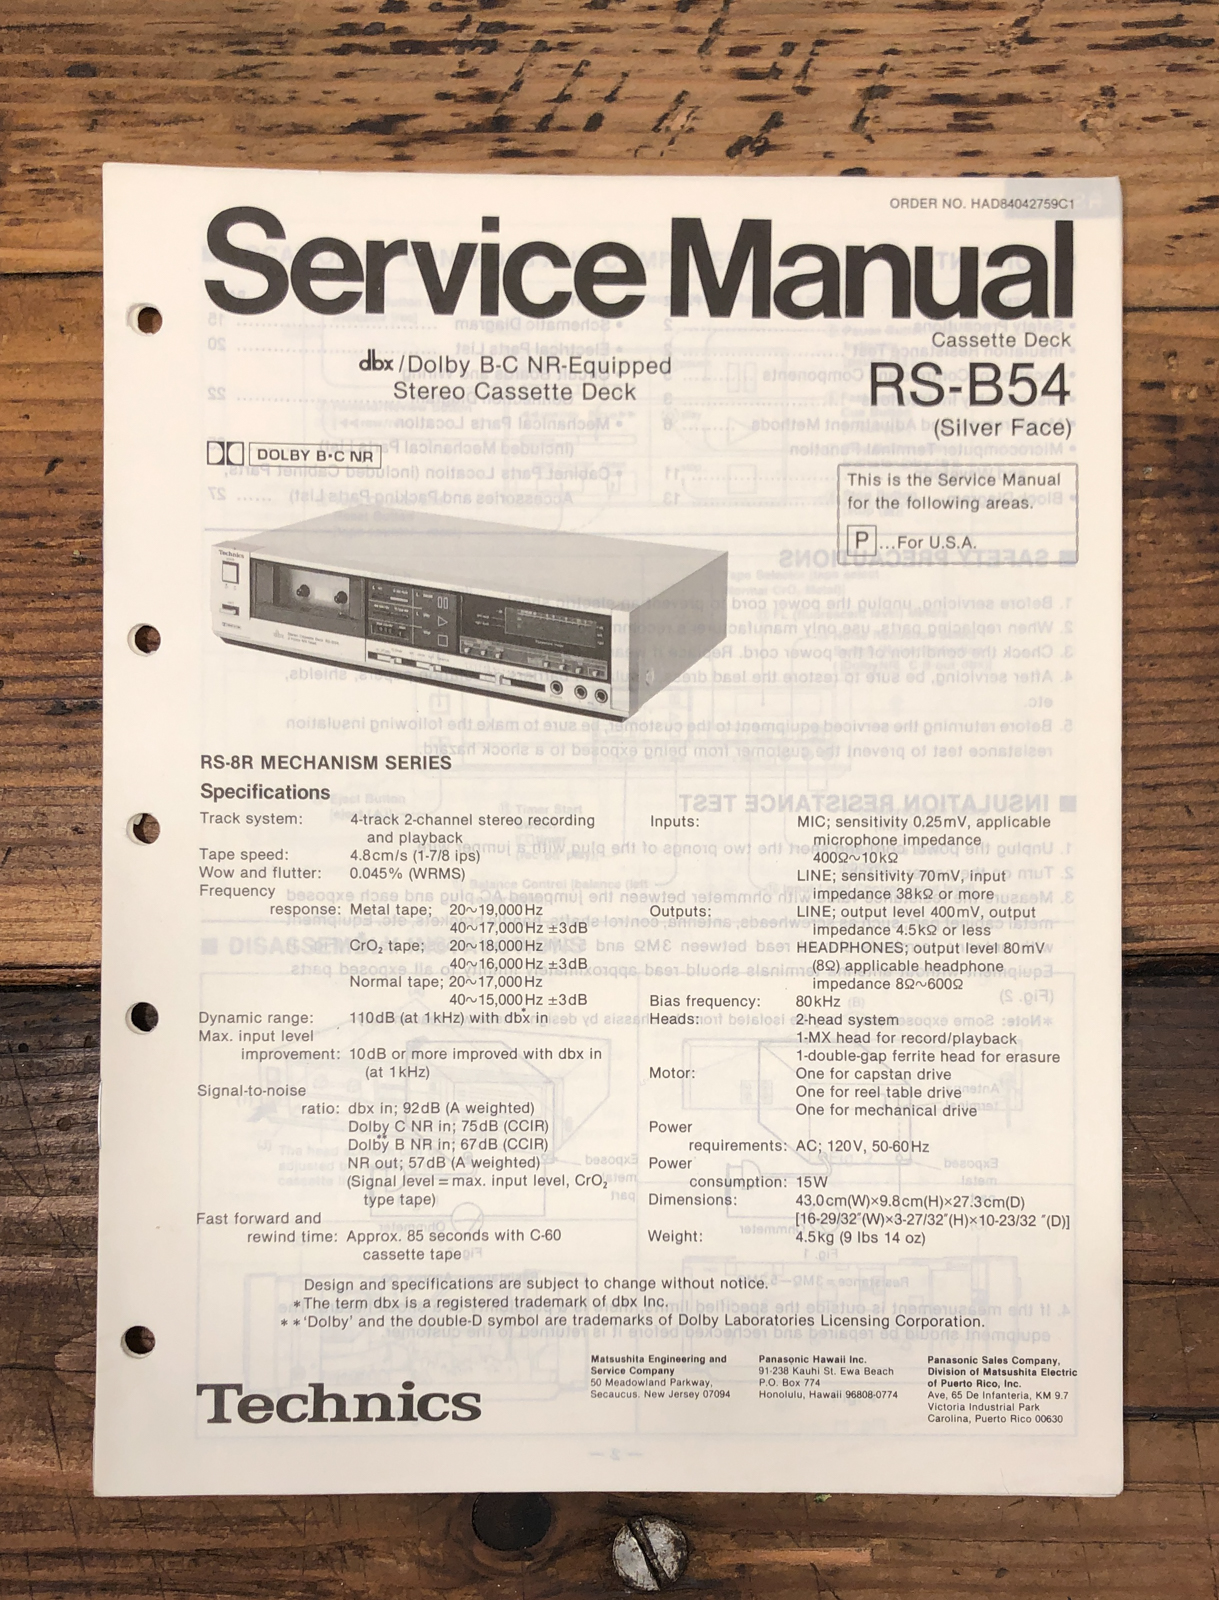 ORDER NO. HAD84042759C1
Service Manual
Cassette Deck
dbx/Dolby B-C NR-Equipped
Stereo Cassette Deck
RS-B54
(Silver Face)
DOLBY B•C NR
This is the Service Manual
for the following areas.
P ...For U.S.A.
Technics
RS-8R MECHANISM SERIES
Specifications
Track system: 4-track 2-channel stereo recording
and playback
Tape speed: 4.8cm/s (1-7/8 ips)
Wow and flutter: 0.045% (WRMS)
Frequency
response: Metal tape; 20~19,000Hz
40~17,000Hz ±3dB
CrO₂ tape; 20~18,000Hz
40~16,000Hz ±3dB
Normal tape; 20~17,000Hz
40~15,000Hz ±3dB
Dynamic range: 110dB (at 1kHz) with dbx* in
Max. input level
improvement: 10dB or more improved with dbx in
(at 1kHz)
Signal-to-noise
ratio: dbx in; 92dB (A weighted)
Dolby C NR in; 75dB (CCIR)
Dolby** B NR in; 67dB (CCIR)
NR out; 57dB (A weighted)
(Signal level = max. input level, CrO₂
type tape)
Fast forward and
rewind time: Approx. 85 seconds with C-60
cassette tape
Inputs: MIC; sensitivity 0.25mV, applicable
microphone impedance
400Ω~10kΩ
LINE; sensitivity 70mV, input
impedance 38kΩ or more
Outputs: LINE; output level 400mV, output
impedance 4.5kΩ or less
HEADPHONES; output level 80mV
(8Ω) applicable headphone
impedance 8Ω~600Ω
Bias frequency: 80kHz
Heads: 2-head system
1-MX head for record/playback
1-double-gap ferrite head for erasure
Motor: One for capstan drive
One for reel table drive
One for mechanical drive
Power
requirements: AC; 120V, 50-60Hz
Power
consumption: 15W
Dimensions: 43.0cm(W)×9.8cm(H)×27.3cm(D)
[16-29/32″(W)×3-27/32″(H)×10-23/32 ″(D)]
Weight: 4.5kg (9 lbs 14 oz)
Design and specifications are subject to change without notice.
*The term dbx is a registered trademark of dbx Inc.
**'Dolby' and the double-D symbol are trademarks of Dolby Laboratories Licensing Corporation.
Technics
Matsushita Engineering and
Service Company
50 Meadowland Parkway,
Secaucus. New Jersey 07094
Panasonic Hawaii Inc.
91-238 Kauhi St. Ewa Beach
P.O. Box 774
Honolulu, Hawaii 96808-0774
Panasonic Sales Company,
Division of Matsushita Electric
of Puerto Rico, Inc.
Ave, 65 De Infanteria, KM 9.7
Victoria Industrial Park
Carolina, Puerto Rico 00630